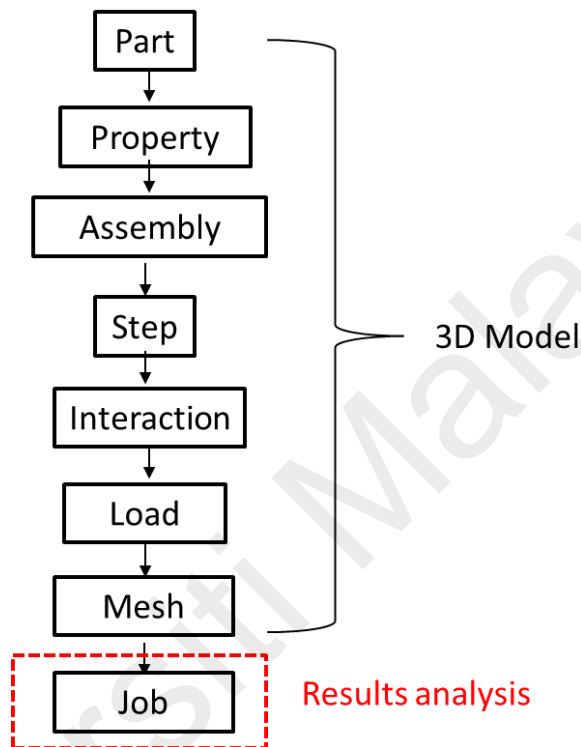 Part
Property
Assembly
Step
3D Model
Interaction
Load
Mesh
Job
Results analysis